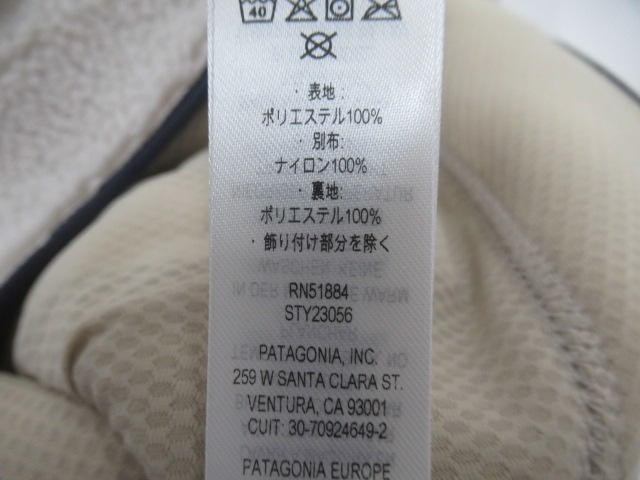 40
・表地:
ポリエステル100%
・別布:
ナイロン100%
・裏地:
ポリエステル100%
・飾り付け部分を除く
RN51884
STY23056
PATAGONIA, INC.
259 W SANTA CLARA ST.
VENTURA, CA 93001
CUIT: 30-70924649-2
PATAGONIA EUROPE